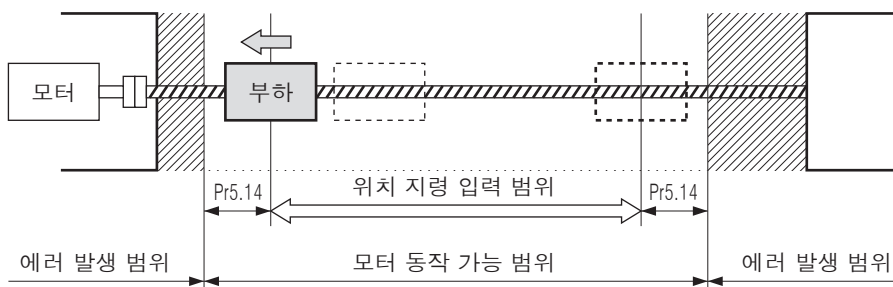 모터
부하
Pr5.14
위치 지령 입력 범위
Pr5.14
에러 발생 범위
모터 동작 가능 범위
에러 발생 범위